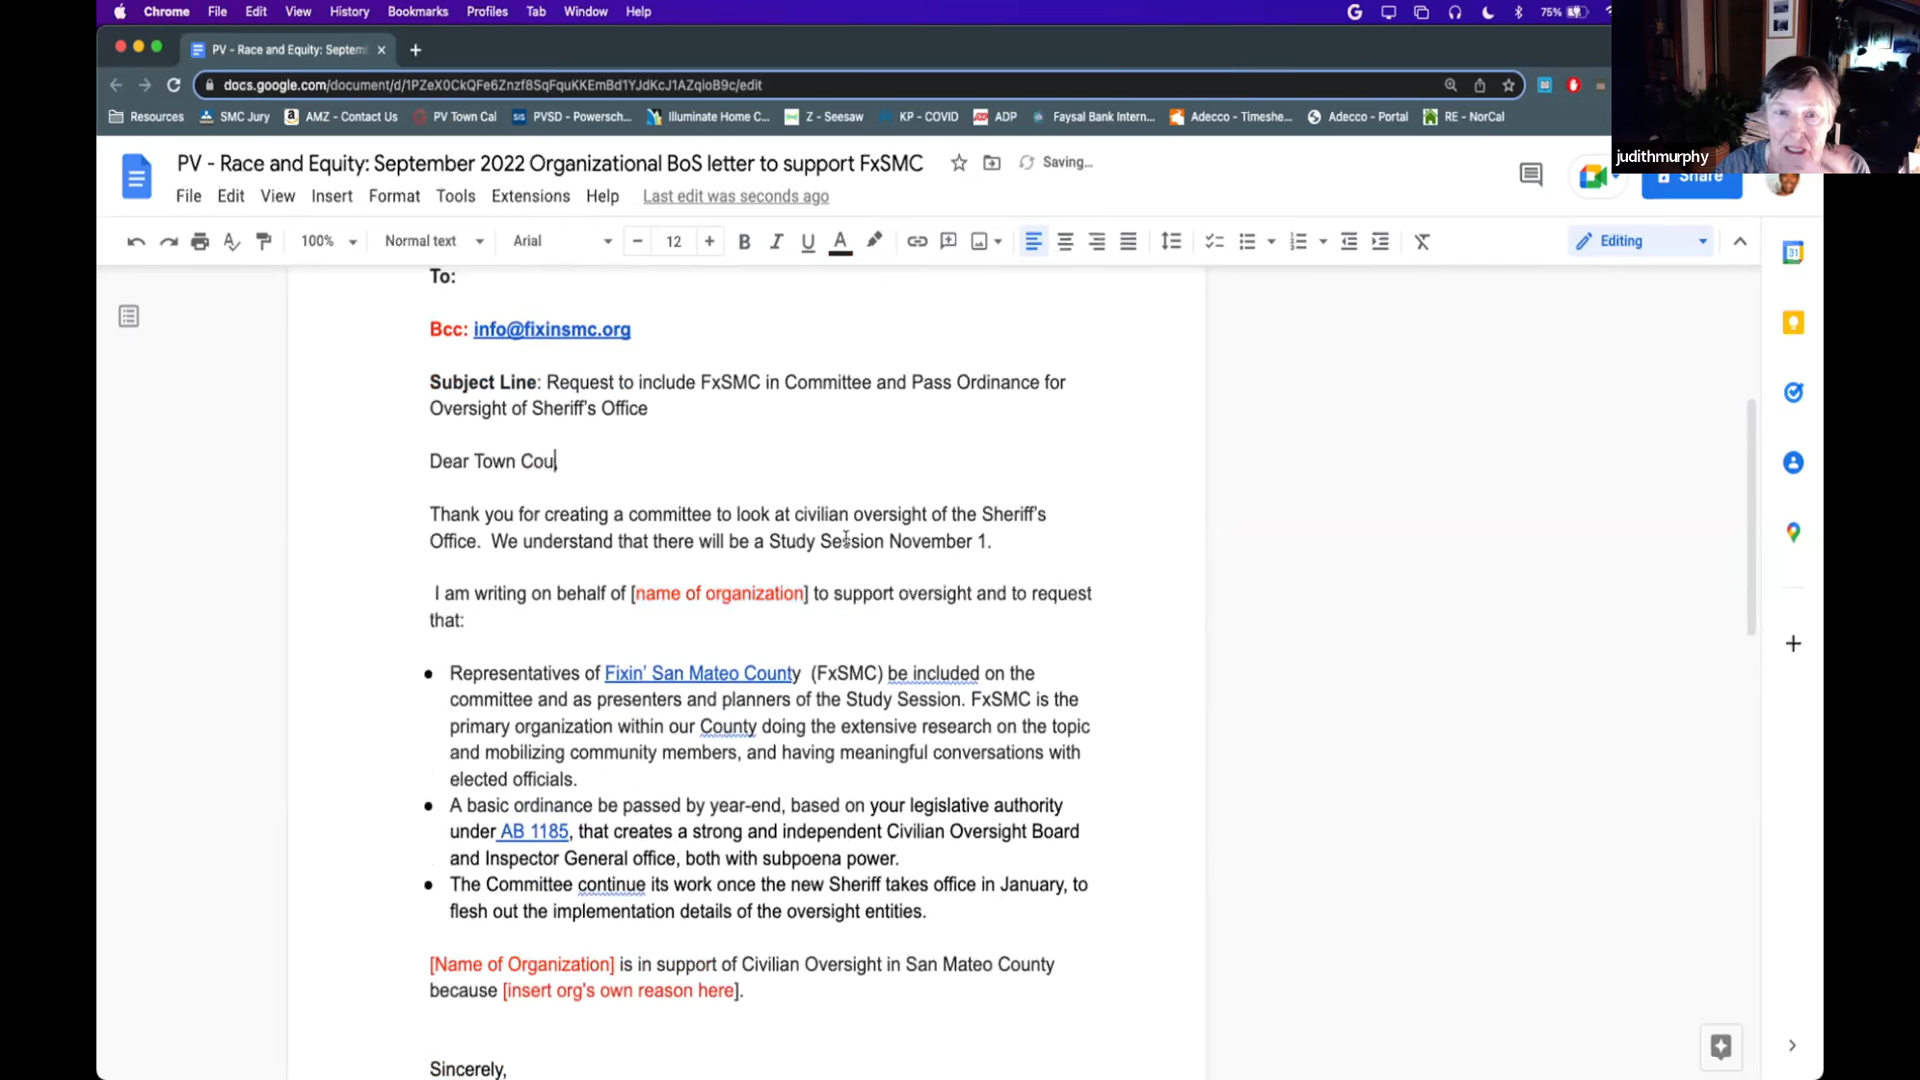 Chrome File Edit View History Bookmarks Profiles Tab Window Help 75%
PV - Race and Equity: Septem
docs.google.com/document/d/1PZeX0CkQFe6Znzf8SqFquKKEmBd1YJdKcJ1AZqioB9c/edit
Resources SMC Jury AMZ - Contact Us PV Town Cal PVSD - Powersch... Illuminate Home C... Z - Seesaw KP - COVID ADP Faysal Bank Intern... Adecco - Timeshe... Adecco - Portal RE - NorCal
judithmurphy
PV - Race and Equity: September 2022 Organizational BoS letter to support FxSMC Saving...
Share
File Edit View Insert Format Tools Extensions Help Last edit was seconds ago
100% Normal text Arial 12 Editing
To:
Bcc: info@fixinsmc.org
Subject Line: Request to include FxSMC in Committee and Pass Ordinance for
Oversight of Sheriff's Office
Dear Town Cou,
Thank you for creating a committee to look at civilian oversight of the Sheriff's
Office. We understand that there will be a Study Session November 1.
I am writing on behalf of [name of organization] to support oversight and to request
that:
● Representatives of Fixin' San Mateo County (FxSMC) be included on the
committee and as presenters and planners of the Study Session. FxSMC is the
primary organization within our County doing the extensive research on the topic
and mobilizing community members, and having meaningful conversations with
elected officials.
● A basic ordinance be passed by year-end, based on your legislative authority
under AB 1185, that creates a strong and independent Civilian Oversight Board
and Inspector General office, both with subpoena power.
● The Committee continue its work once the new Sheriff takes office in January, to
flesh out the implementation details of the oversight entities.
[Name of Organization] is in support of Civilian Oversight in San Mateo County
because [insert org's own reason here].
Sincerely,